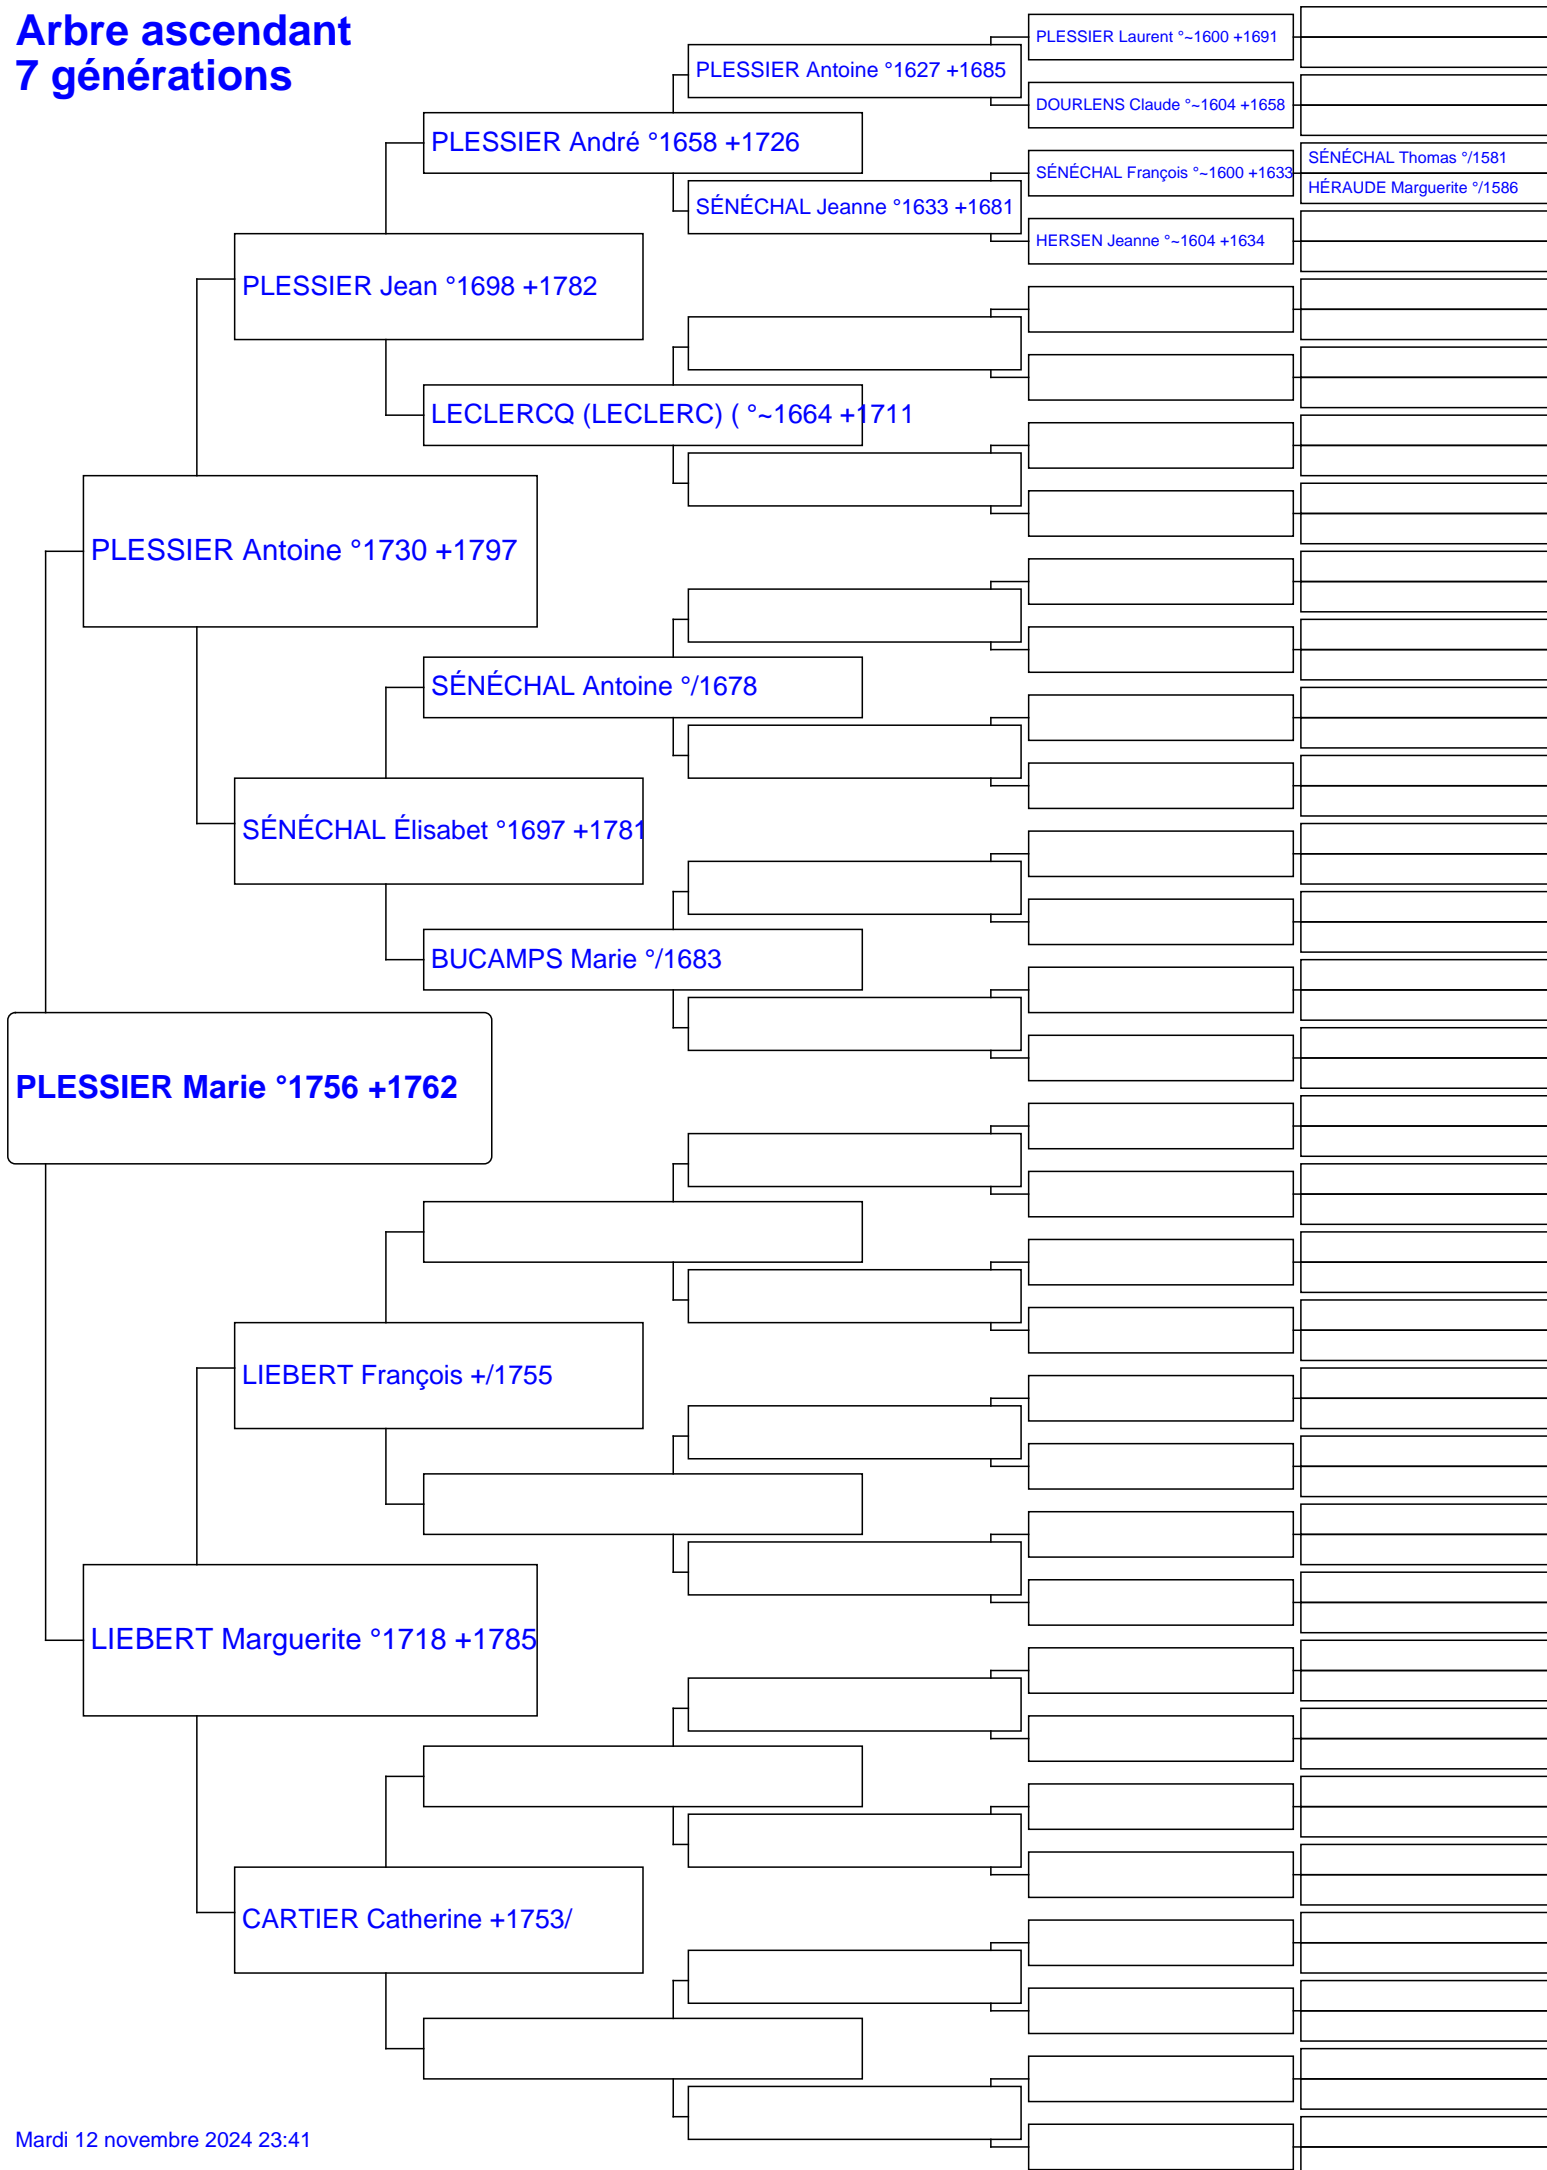 Arbre ascendant
7 générations
PLESSIER Laurent °~1600 +1691
PLESSIER Antoine °1627 +1685
DOURLENS Claude °~1604 +1658
PLESSIER André °1658 +1726
SÉNÉCHAL Thomas °/1581
SÉNÉCHAL François °~1600 +1633
HÉRAUDE Marguerite °/1586
SÉNÉCHAL Jeanne °1633 +1681
HERSEN Jeanne °~1604 +1634
PLESSIER Jean °1698 +1782
LECLERCQ (LECLERC) ( °~1664 +1711
PLESSIER Antoine °1730 +1797
SÉNÉCHAL Antoine °/1678
SÉNÉCHAL Élisabet °1697 +1781
BUCAMPS Marie °/1683
PLESSIER Marie °1756 +1762
LIEBERT François +/1755
LIEBERT Marguerite °1718 +1785
CARTIER Catherine +1753/
Mardi 12 novembre 2024 23:41